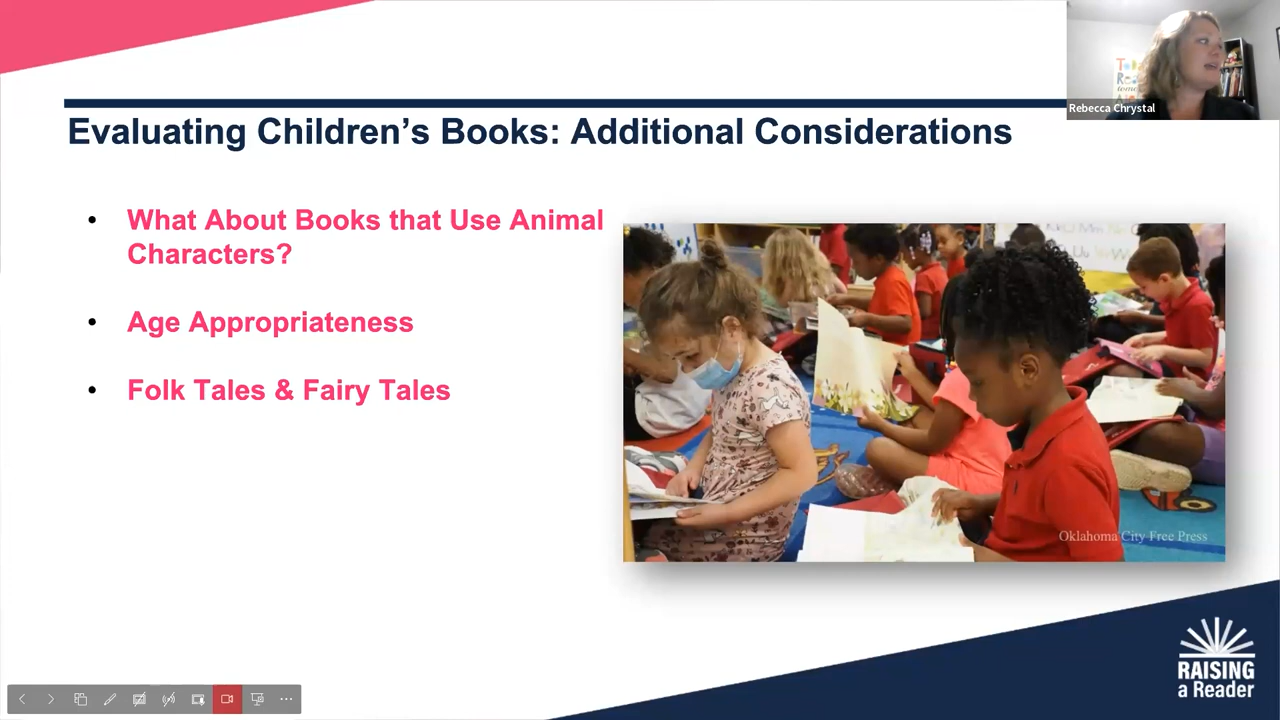 Rebecca Chrystal
Evaluating Children’s Books: Additional Considerations
• What About Books that Use Animal
Characters?
• Age Appropriateness
• Folk Tales & Fairy Tales
Oklahoma City Free Press
RAISING
a Reader